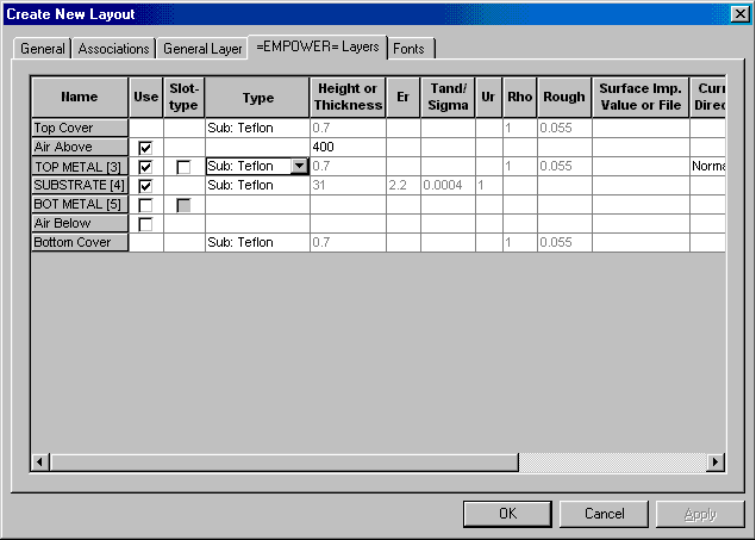 Create New Layout
General Associations General Layer =EMPOWER= Layers Fonts
Name Use Slot-type Type Height or Thickness Er Tand/Sigma Ur Rho Rough Surface Imp. Value or File Curr Direc
Top Cover Sub: Teflon 0.7 1 0.055
Air Above 400
TOP METAL [3] Sub: Teflon 0.7 1 0.055 Norma
SUBSTRATE [4] Sub: Teflon 31 2.2 0.0004 1
BOT METAL [5]
Air Below
Bottom Cover Sub: Teflon 0.7 1 0.055
OK Cancel Apply